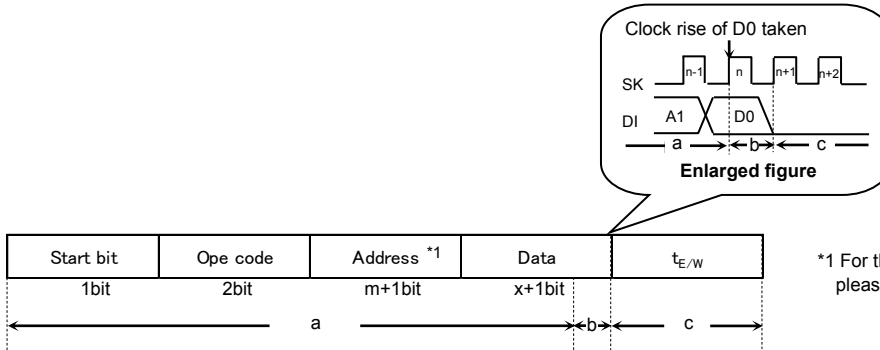 Clock rise of D0 taken
SK n-1 n n+1 n+2
DI A1 D0
a b c
Enlarged figure
Start bit Ope code Address *1 Data tE/W
1bit 2bit m+1bit x+1bit
a b c
*1 For th
pleas